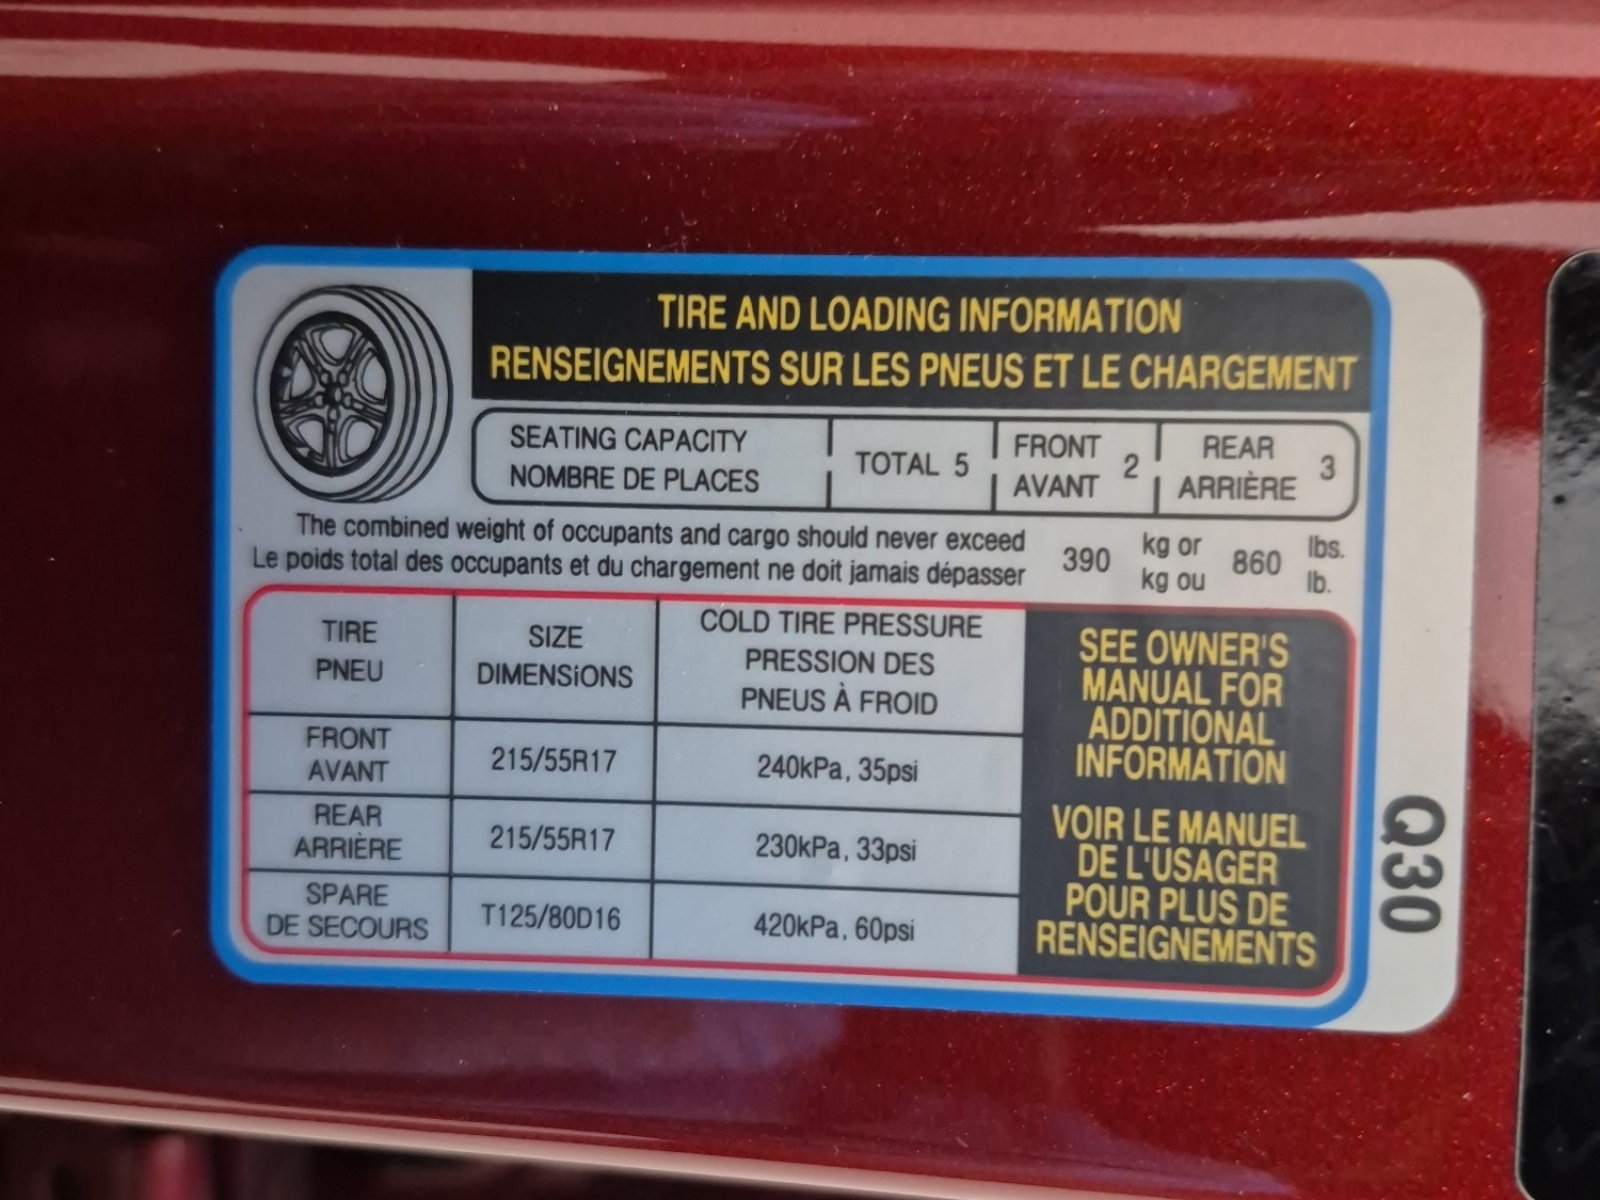 TIRE AND LOADING INFORMATION
RENSEIGNEMENTS SUR LES PNEUS ET LE CHARGEMENT
SEATING CAPACITY
NOMBRE DE PLACES
TOTAL 5
FRONT
AVANT
2
REAR
ARRIÈRE
3
The combined weight of occupants and cargo should never exceed
Le poids total des occupants et du chargement ne doit jamais dépasser
390
kg or
kg ou
860
lbs.
lb.
TIRE
PNEU
SIZE
DIMENSiONS
COLD TIRE PRESSURE
PRESSION DES
PNEUS À FROID
FRONT
AVANT
215/55R17
240kPa, 35psi
REAR
ARRIÈRE
215/55R17
230kPa, 33psi
SPARE
DE SECOURS
T125/80D16
420kPa, 60psi
SEE OWNER'S
MANUAL FOR
ADDITIONAL
INFORMATION
VOIR LE MANUEL
DE L'USAGER
POUR PLUS DE
RENSEIGNEMENTS
Q30